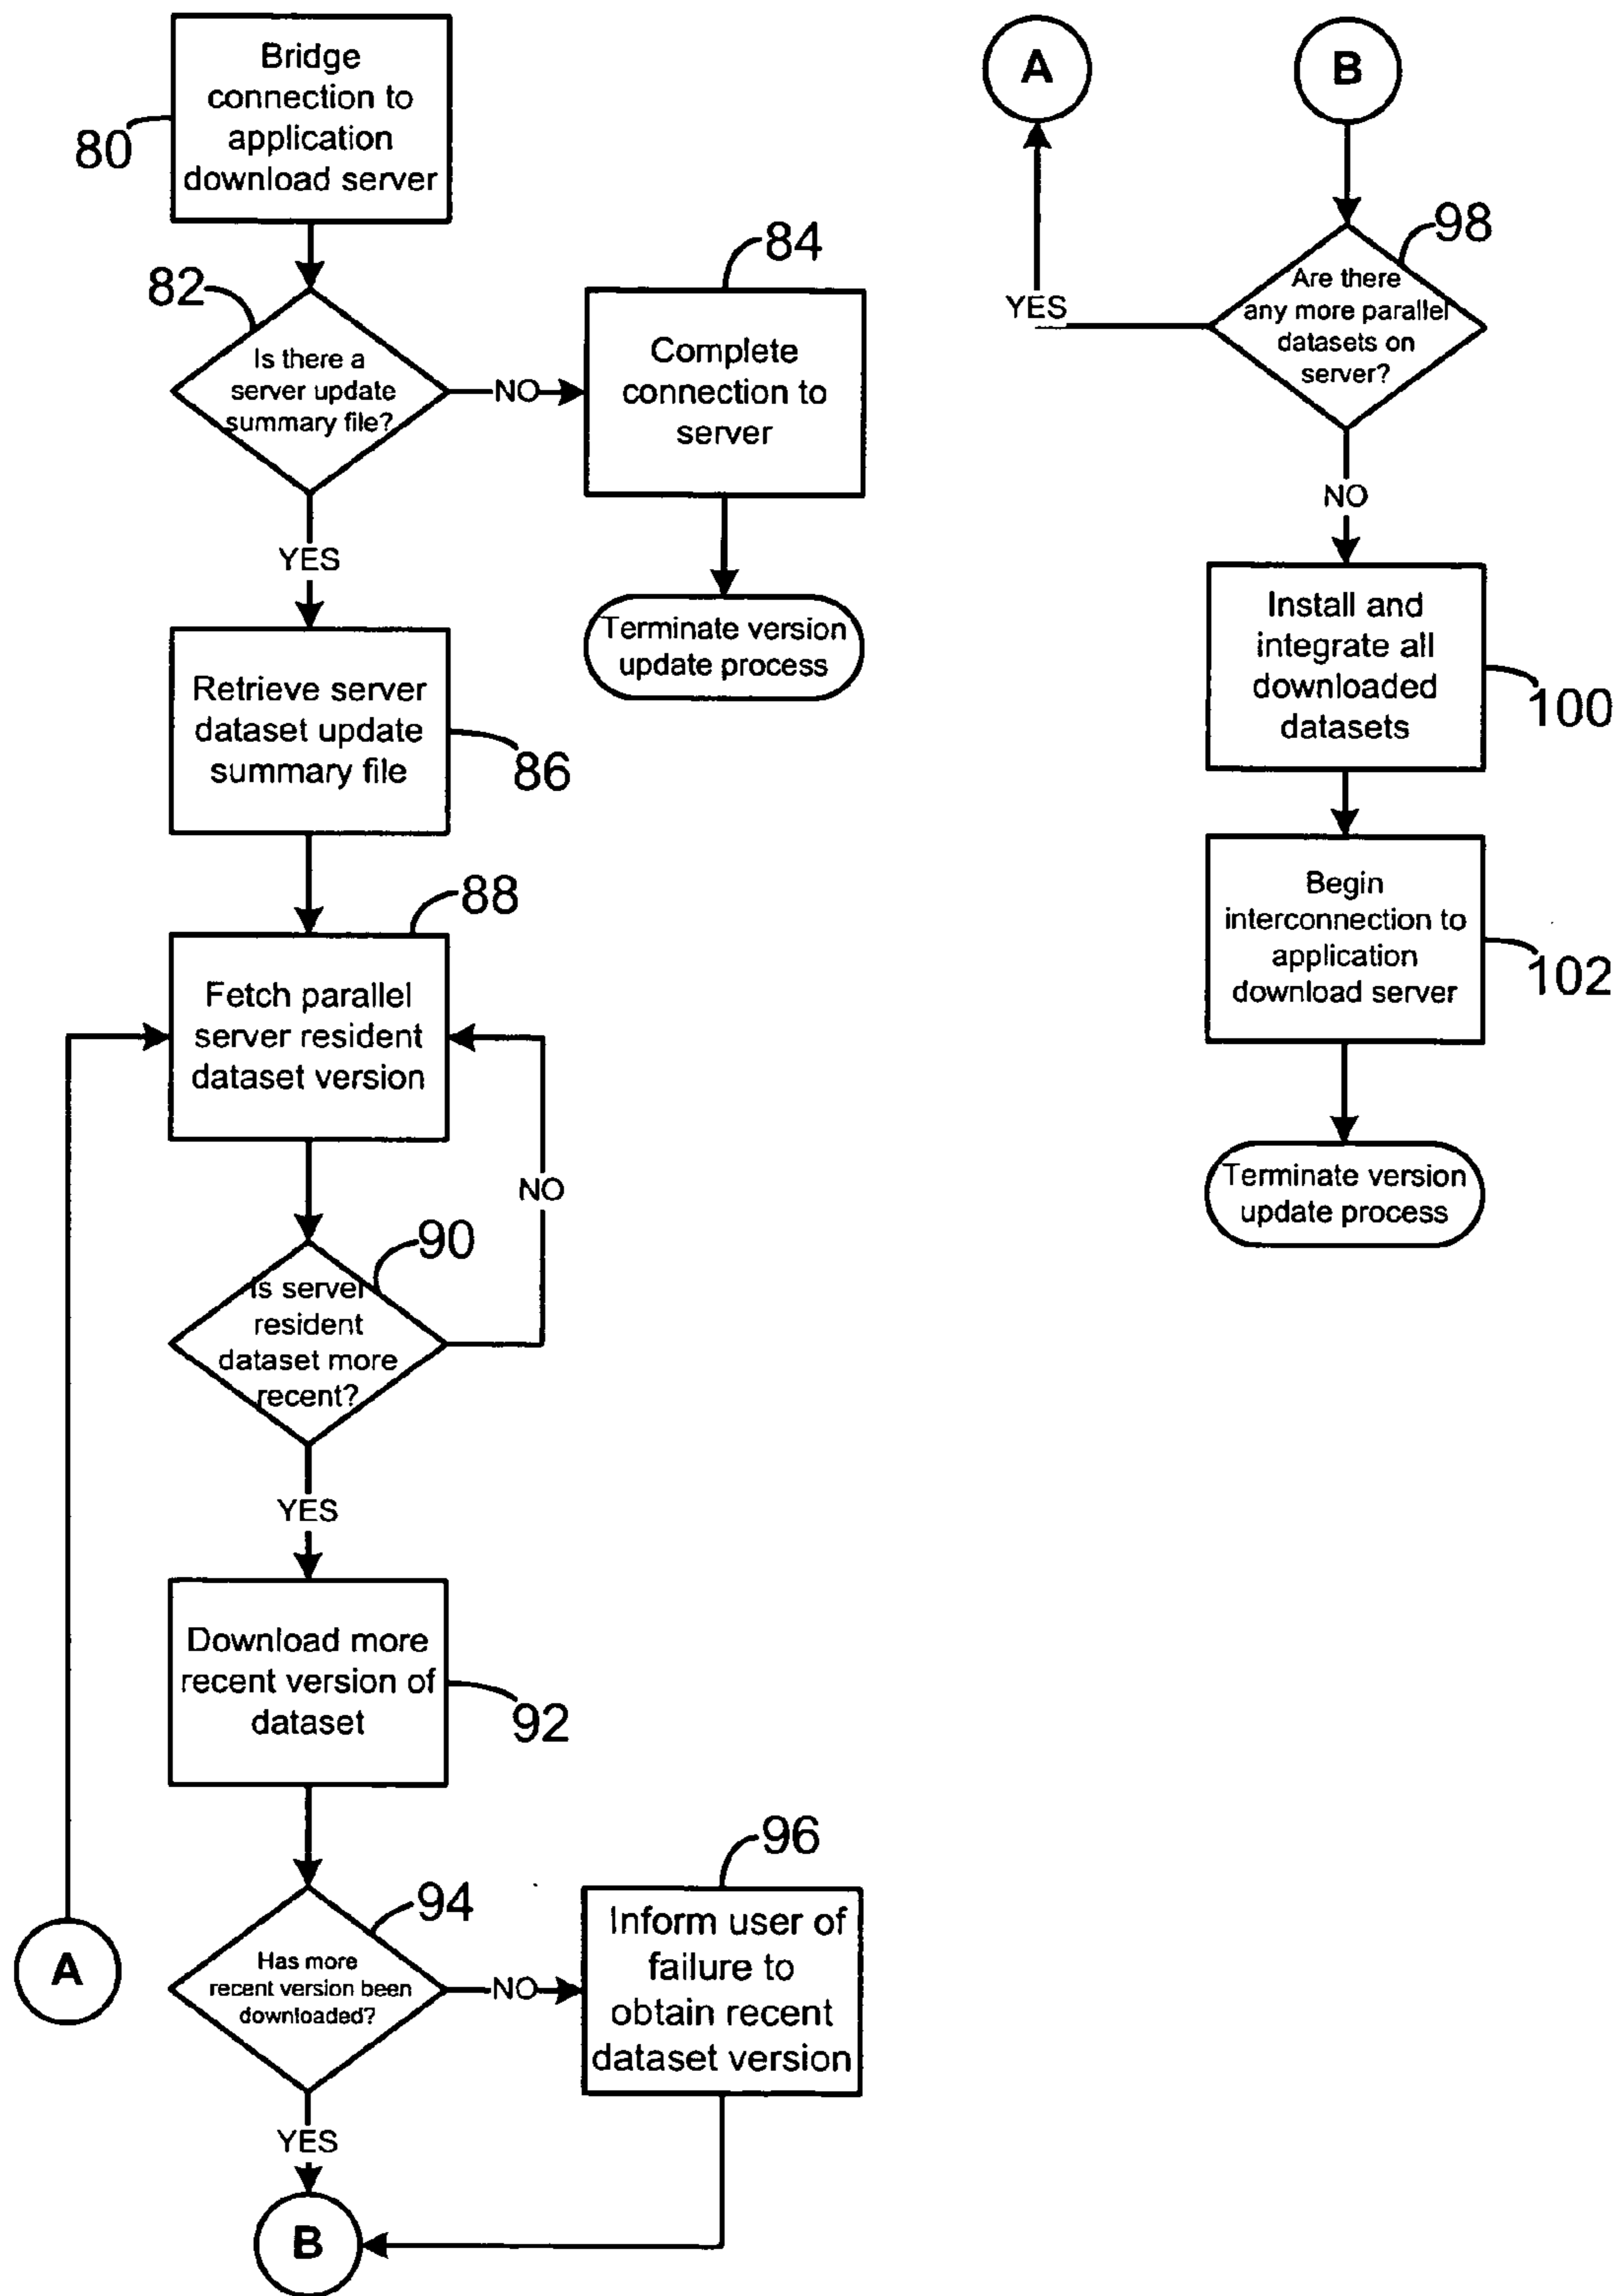 Bridge
connection to
application
download server
80
82
Is there a
server update
summary file?
NO
84
Complete
connection to
server
Terminate version
update process
YES
Retrieve server
dataset update
summary file
86
88
Fetch parallel
server resident
dataset version
NO
90
Is server
resident
dataset more
recent?
YES
Download more
recent version of
dataset
92
94
Has more
recent version been
downloaded?
NO
96
Inform user of
failure to
obtain recent
dataset version
A
YES
B
A
B
98
Are there
any more parallel
datasets on
server?
YES
NO
Install and
integrate all
downloaded
datasets
100
Begin
interconnection to
application
download server
102
Terminate version
update process